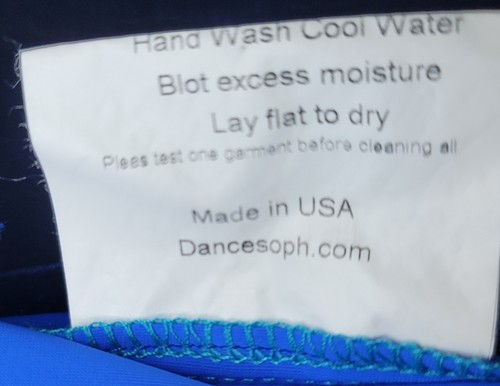 Hand Wash Cool Water
Blot excess moisture
Lay flat to dry
Pleas test one garment before cleaning all
Made in USA
Dancesoph.com